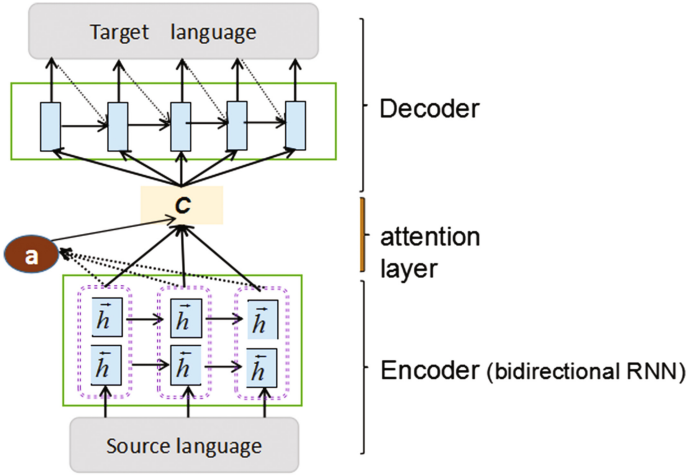 Target language
Decoder
C
a
attention
layer
h⃗ h⃗ h⃗
h⃖ h⃖ h⃖
Encoder (bidirectional RNN)
Source language